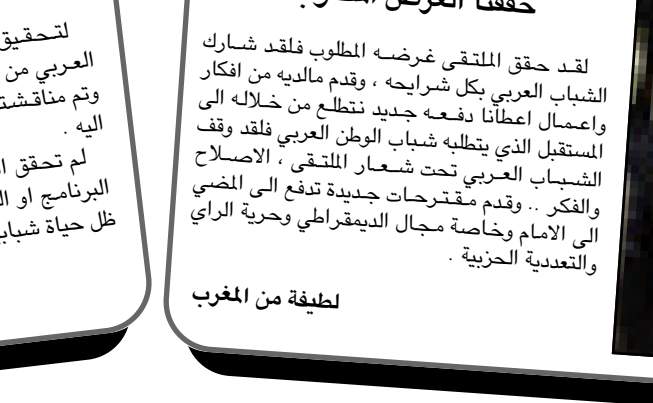 حققنا الغرض
لقد حقق الملتقى غرضه المطلوب فلقد شارك
الشباب العربي بكل شرايحه ، وقدم مالديه من افكار
واعمال اعطانا دفعه جديد نتطلع من خلاله الى
المستقبل الذي يتطلبه شباب الوطن العربي فلقد وقف
الشباب العربي تحت شعار الملتقى ، الاصلاح
والفكر .. وقدم مقترحات جديدة تدفع الى المضي
الى الامام وخاصة مجال الديمقراطي وحرية الراي
والتعددية الحزبية .
لطيفة من المغرب
لتحقيق
العربي من
وتم مناقشت
اليه .
لم تحقق ا
البرنامج او ا
ظل حياة شباب